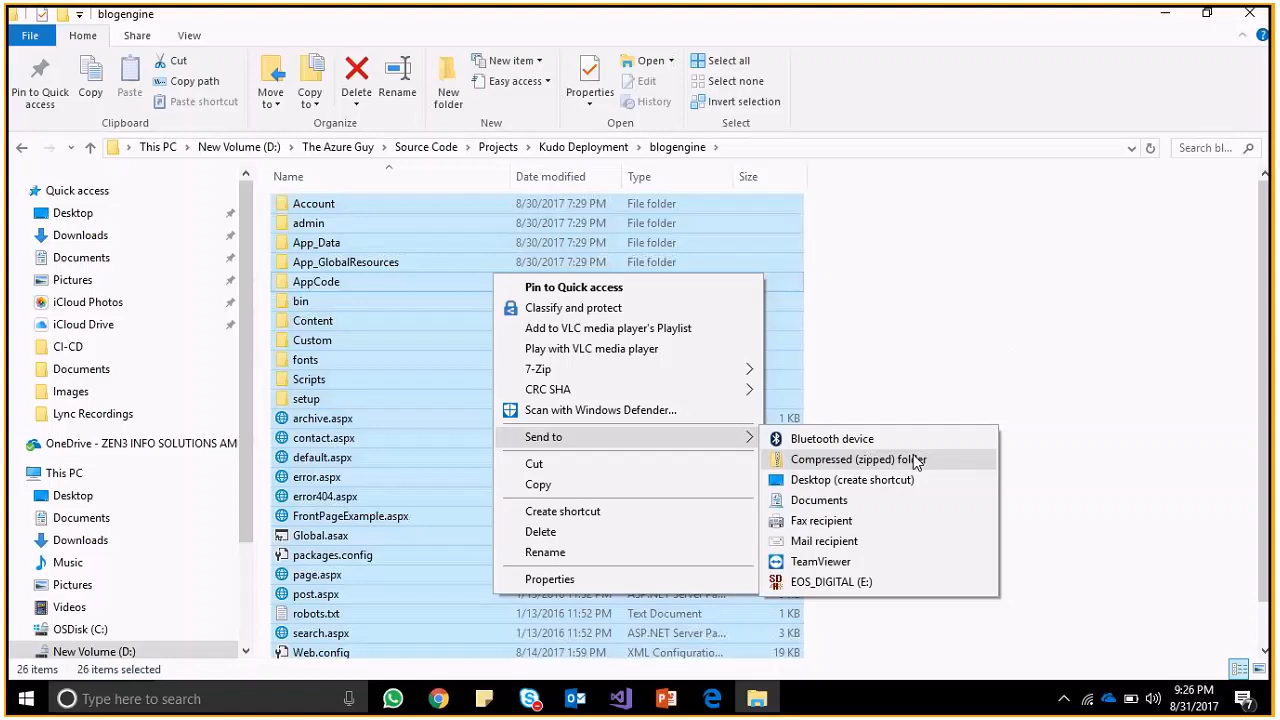 blogengine
File Home Share View
Pin to Quick access
Copy
Paste
Cut
Copy path
Paste shortcut
Clipboard
Move to
Copy to
Delete
Rename
Organize
New folder
New item
Easy access
New
Properties
Open
Edit
History
Open
Select all
Select none
Invert selection
Select
This PC New Volume (D:) The Azure Guy Source Code Projects Kudo Deployment blogengine
Search bl...
Quick access
Desktop
Downloads
Documents
Pictures
iCloud Photos
iCloud Drive
CI-CD
Documents
Images
Lync Recordings
OneDrive - ZEN3 INFO SOLUTIONS AM
This PC
Desktop
Documents
Downloads
Music
Pictures
Videos
OSDisk (C:)
New Volume (D:)
Name Date modified Type Size
Account 8/30/2017 7:29 PM File folder
admin 8/30/2017 7:29 PM File folder
App_Data 8/30/2017 7:29 PM File folder
App_GlobalResources 8/30/2017 7:29 PM File folder
AppCode
bin
Content
Custom
fonts
Scripts
setup
archive.aspx 1 KB
contact.aspx
default.aspx
error.aspx
error404.aspx
FrontPageExample.aspx
Global.asax
packages.config
page.aspx
post.aspx 1/13/2016 11:52 PM ASP.NET Server Pa... 1 KB
robots.txt 1/13/2016 11:52 PM Text Document 1 KB
search.aspx 1/13/2016 11:52 PM ASP.NET Server Pa... 3 KB
Web.config 8/14/2017 1:59 PM XML Configuratio... 19 KB
Pin to Quick access
Classify and protect
Add to VLC media player's Playlist
Play with VLC media player
7-Zip
CRC SHA
Scan with Windows Defender...
Send to
Cut
Copy
Create shortcut
Delete
Rename
Properties
Bluetooth device
Compressed (zipped) folder
Desktop (create shortcut)
Documents
Fax recipient
Mail recipient
TeamViewer
EOS_DIGITAL (E:)
26 items 26 items selected
Type here to search
9:26 PM
8/31/2017
7